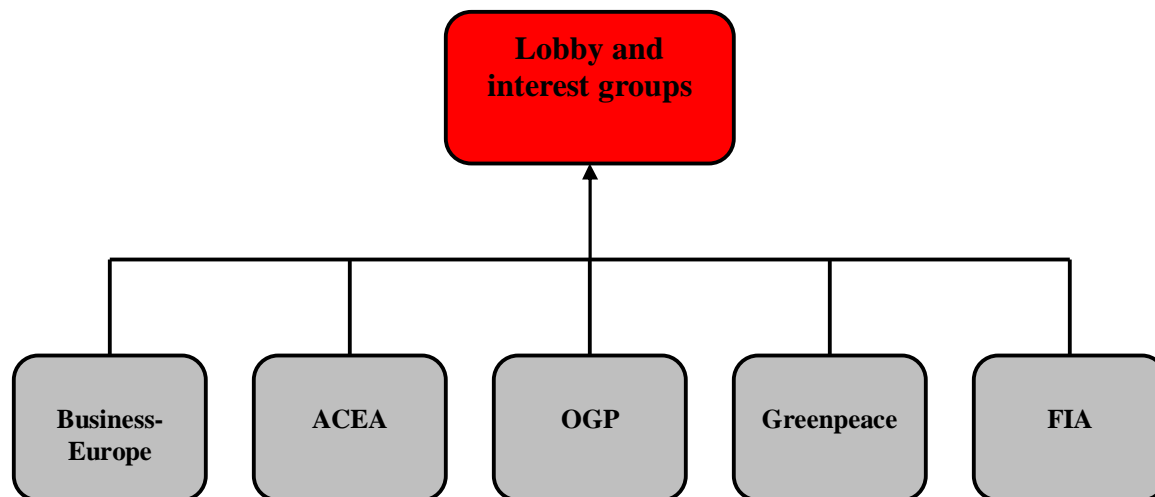 Lobby and
interest groups
Business-
Europe
ACEA
OGP
Greenpeace
FIA